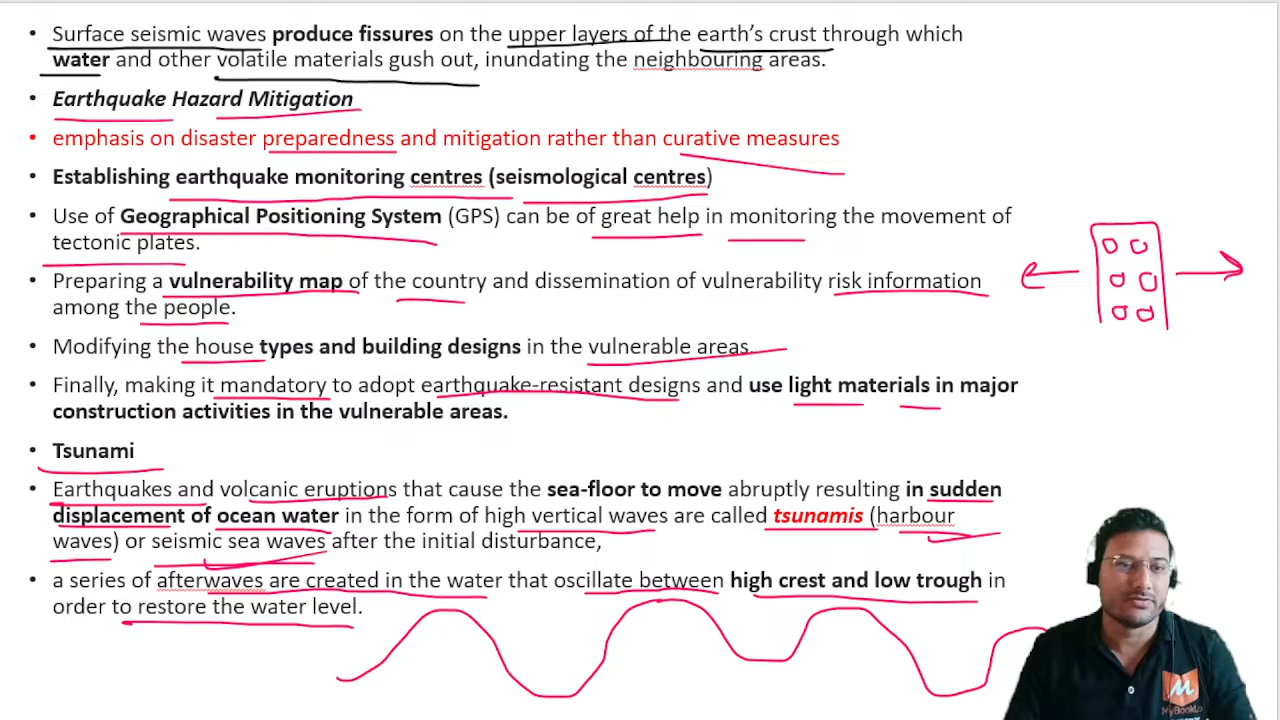 • Surface seismic waves produce fissures on the upper layers of the earth's crust through which
water and other volatile materials gush out, inundating the neighbouring areas.
• Earthquake Hazard Mitigation
• emphasis on disaster preparedness and mitigation rather than curative measures
• Establishing earthquake monitoring centres (seismological centres)
• Use of Geographical Positioning System (GPS) can be of great help in monitoring the movement of
tectonic plates.
• Preparing a vulnerability map of the country and dissemination of vulnerability risk information
among the people.
• Modifying the house types and building designs in the vulnerable areas.
• Finally, making it mandatory to adopt earthquake-resistant designs and use light materials in major
construction activities in the vulnerable areas.
• Tsunami
• Earthquakes and volcanic eruptions that cause the sea-floor to move abruptly resulting in sudden
displacement of ocean water in the form of high vertical waves are called tsunamis (harbour
waves) or seismic sea waves after the initial disturbance,
• a series of afterwaves are created in the water that oscillate between high crest and low trough in
order to restore the water level.